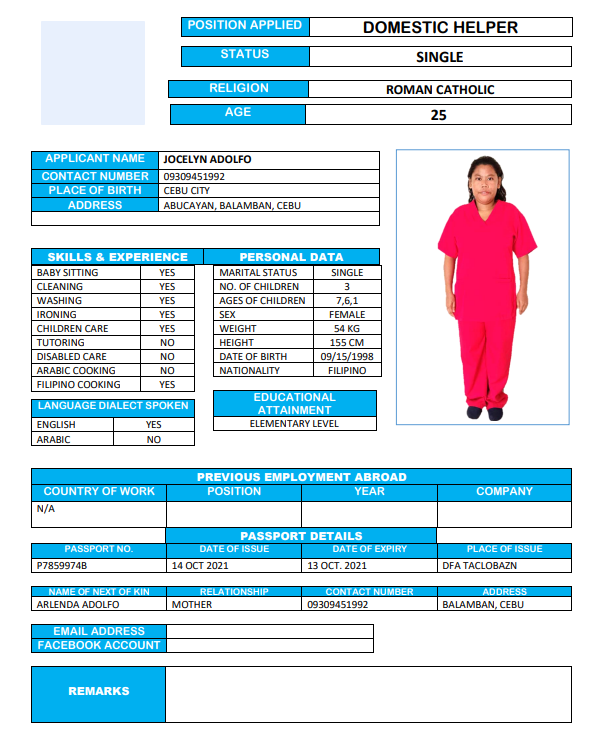 POSITION APPLIED DOMESTIC HELPER
STATUS SINGLE
RELIGION ROMAN CATHOLIC
AGE 25
APPLICANT NAME JOCELYN ADOLFO
CONTACT NUMBER 09309451992
PLACE OF BIRTH CEBU CITY
ADDRESS ABUCAYAN, BALAMBAN, CEBU
SKILLS & EXPERIENCE PERSONAL DATA
BABY SITTING YES MARITAL STATUS SINGLE
CLEANING YES NO. OF CHILDREN 3
WASHING YES AGES OF CHILDREN 7,6,1
IRONING YES SEX FEMALE
CHILDREN CARE YES WEIGHT 54 KG
TUTORING NO HEIGHT 155 CM
DISABLED CARE NO DATE OF BIRTH 09/15/1998
ARABIC COOKING NO NATIONALITY FILIPINO
FILIPINO COOKING YES
EDUCATIONAL
ATTAINMENT
LANGUAGE DIALECT SPOKEN
ENGLISH YES ELEMENTARY LEVEL
ARABIC NO
PREVIOUS EMPLOYMENT ABROAD
COUNTRY OF WORK POSITION YEAR COMPANY
N/A
PASSPORT DETAILS
PASSPORT NO. DATE OF ISSUE DATE OF EXPIRY PLACE OF ISSUE
P7859974B 14 OCT 2021 13 OCT. 2021 DFA TACLOBAZN
NAME OF NEXT OF KIN RELATIONSHIP CONTACT NUMBER ADDRESS
ARLENDA ADOLFO MOTHER 09309451992 BALAMBAN, CEBU
EMAIL ADDRESS
FACEBOOK ACCOUNT
REMARKS